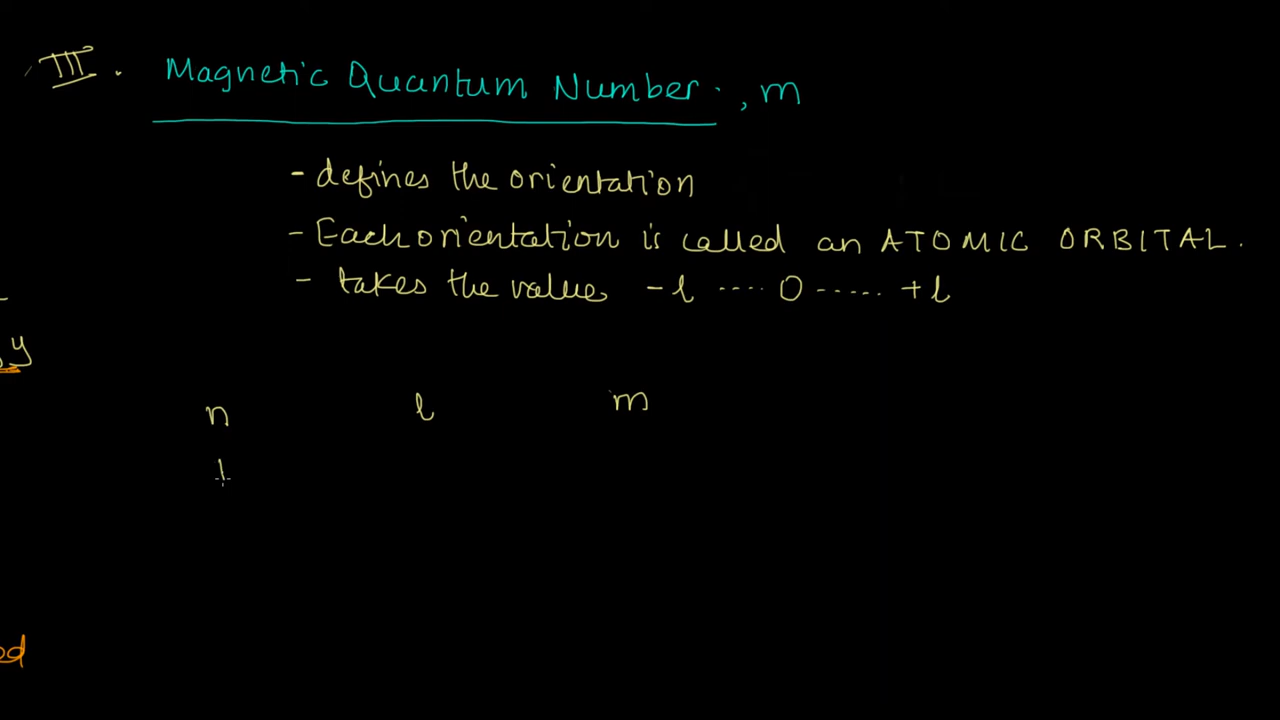 III. Magnetic Quantum Number. , m
- defines the orientation
- Each orientation is called an ATOMIC ORBITAL.
- takes the value -l ---- 0 ----- +l
y
n l m
1
ed